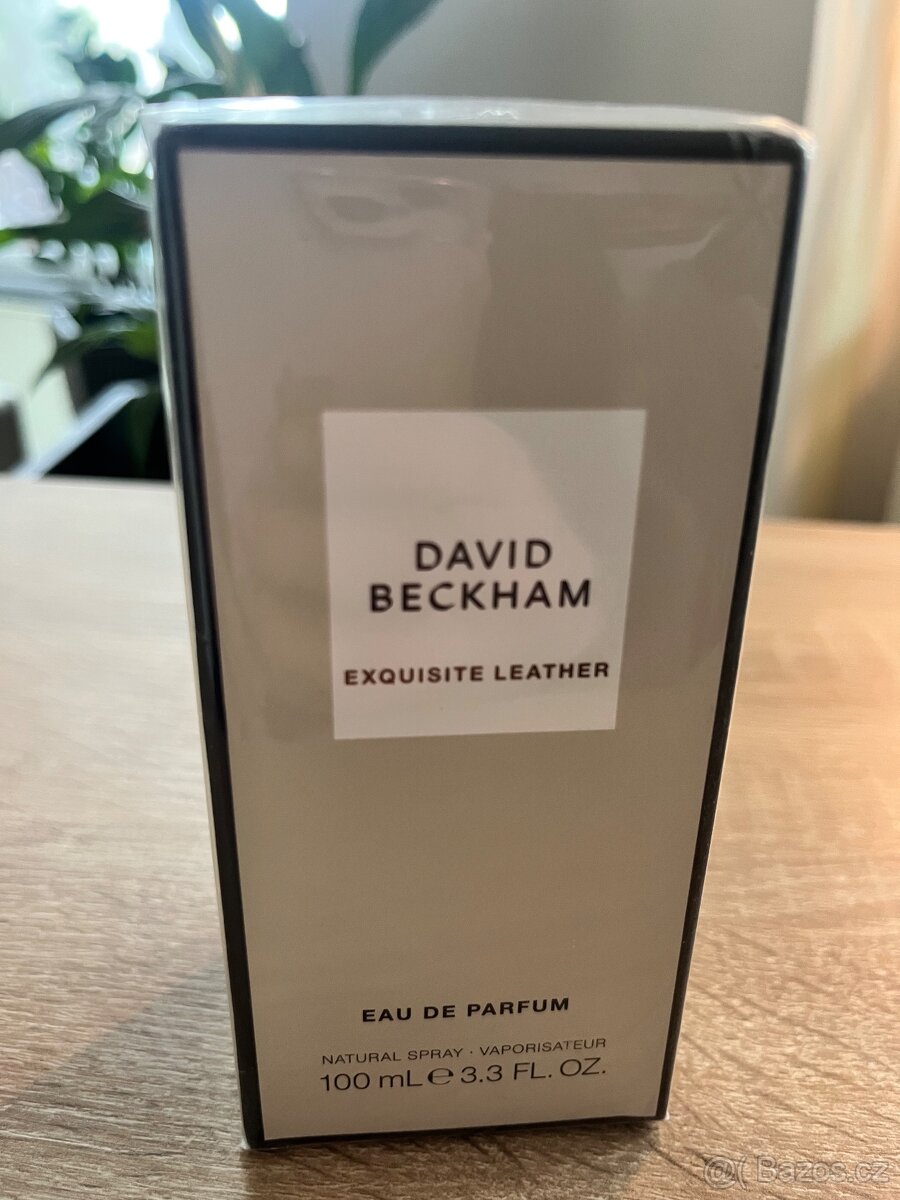 DAVID
BECKHAM
EXQUISITE LEATHER
EAU DE PARFUM
NATURAL SPRAY · VAPORISATEUR
100 mL ℮ 3.3 FL. OZ.
@( Bazos.cz